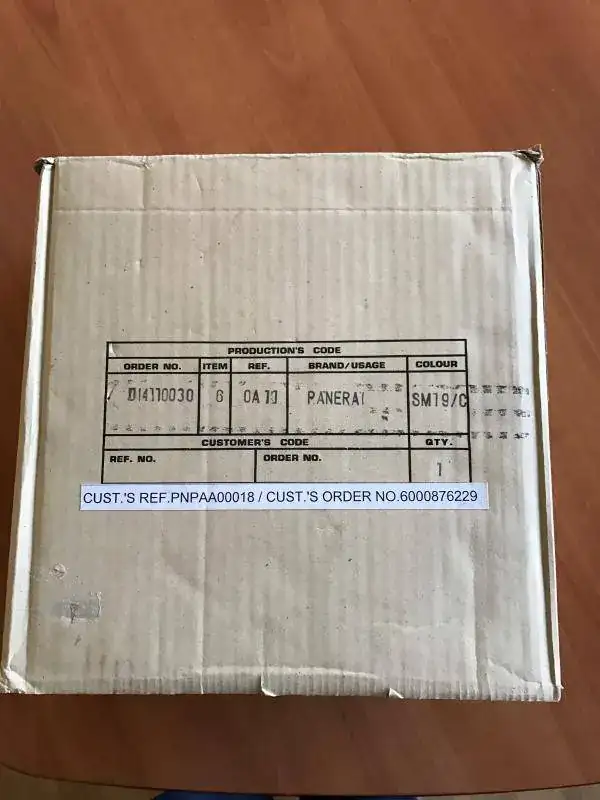 PRODUCTION'S CODE
ORDER NO. ITEM REF. BRAND/USAGE COLOUR
D14110030 6 0A PANERAI SM19/C
CUSTOMER'S CODE QTY.
REF. NO. ORDER NO. 1
CUST.'S REF.PNPAA00018 / CUST.'S ORDER NO.6000876229